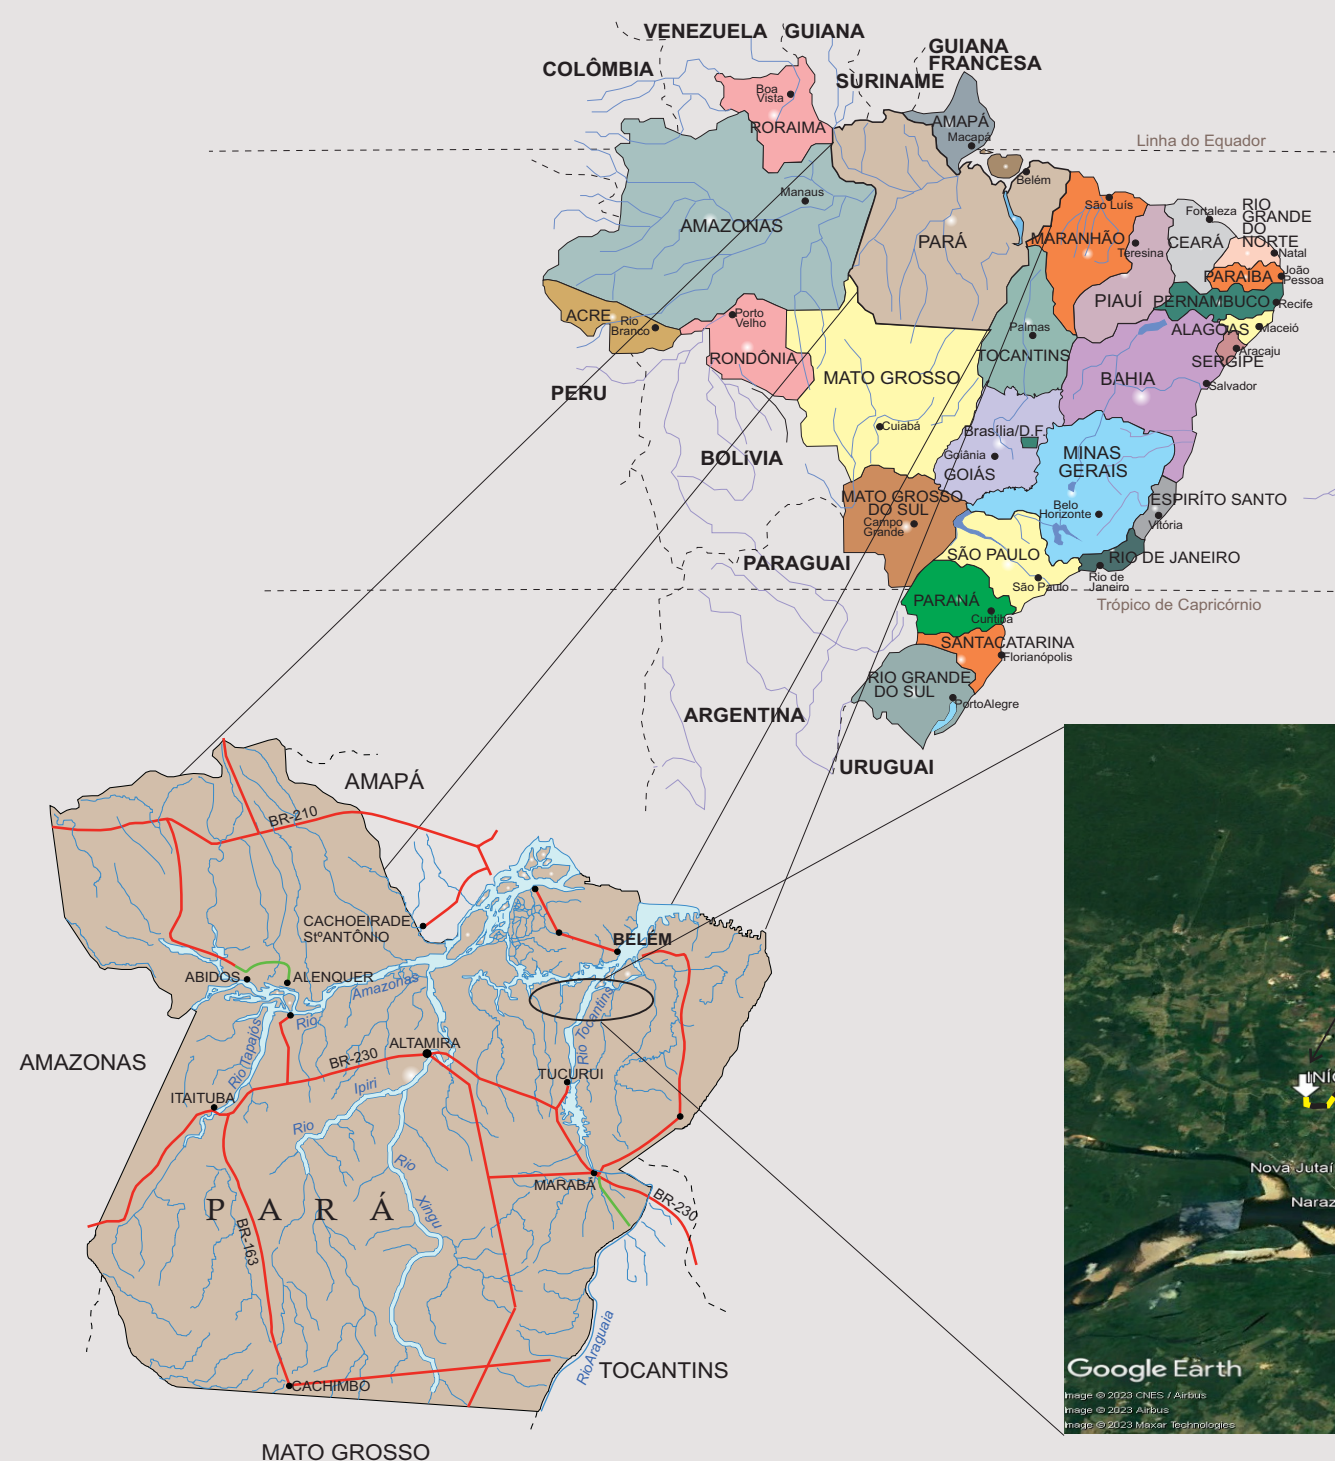 VENEZUELA
GUIANA
GUIANA
FRANCESA
COLÔMBIA
SURINAME
Boa
Vista
RORAIMA
AMAPÁ
Macapá
Linha do Equador
Belém
Manaus
AMAZONAS
PARÁ
São Luís
MARANHÃO
Teresina
Fortaleza
CEARÁ
RIO
GRANDE
DO
NORTE
Natal
PARAÍBA
João
Pessoa
PIAUÍ
PERNAMBUCO
Recife
ALAGOAS
Maceió
Aracaju
SERGIPE
ACRE
Rio
Branco
Porto
Velho
RONDÔNIA
MATO GROSSO
Palmas
TOCANTINS
BAHIA
Salvador
PERU
Cuiabá
Brasília/D.F.
Goiânia
GOIÁS
MINAS
GERAIS
BOLíVIA
MATO GROSSO
DO SUL
Campo
Grande
Belo
Horizonte
ESPIRÍTO SANTO
Vitória
SÃO PAULO
São Paulo
RIO DE JANEIRO
Rio de
Janeiro
PARAGUAI
Trópico de Capricórnio
PARANÁ
Curitiba
SANTACATARINA
Florianópolis
RIO GRANDE
DO SUL
PortoAlegre
ARGENTINA
URUGUAI
AMAPÁ
BR-210
CACHOEIRADE
StºANTÔNIO
BELÉM
ABIDOS
ALENQUER
Amazonas
Rio
Rio Tapajós
Rio Tocantins
AMAZONAS
ALTAMIRA
BR-230
Ipiri
TUCURUI
ITAITUBA
Rio
Rio
Xingu
MARABÁ
BR-230
PARÁ
BR-163
RioAraguaia
TOCANTINS
CACHIMBO
MATO GROSSO
INÍC
Nova Jutaí
Naraz
Google Earth
Image © 2023 CNES / Airbus
Image © 2023 Airbus
Image © 2023 Maxar Technologies